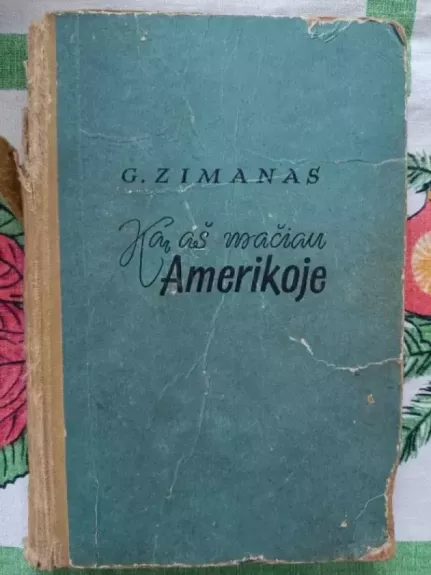 G. ZIMANAS
Ką aš mačiau
Amerikoje